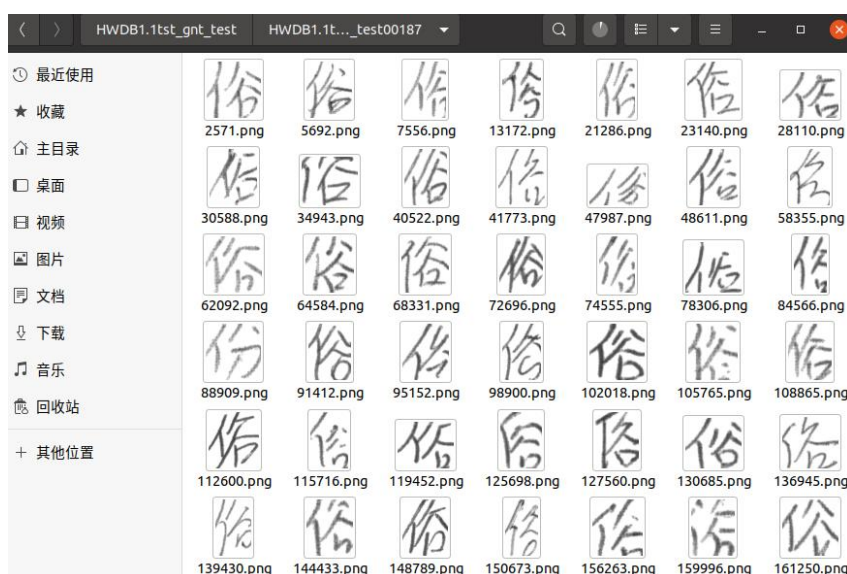 HWDB1.1tst_gnt_test HWDB1.1t…_test00187
最近使用
收藏
主目录
桌面
视频
图片
文档
下载
音乐
回收站
其他位置
俗 俗 俗 俗 俗 俗 俗
2571.png 5692.png 7556.png 13172.png 21286.png 23140.png 28110.png
俗 俗 俗 俗 俗 俗 俗
30588.png 34943.png 40522.png 41773.png 47987.png 48611.png 58355.png
俗 俗 俗 俗 俗 俗 俗
62092.png 64584.png 68331.png 72696.png 74555.png 78306.png 84566.png
份 俗 俗 俗 俗 俗 俗
88909.png 91412.png 95152.png 98900.png 102018.png 105765.png 108865.png
俗 俗 俗 俗 俗 俗 俗
112600.png 115716.png 119452.png 125698.png 127560.png 130685.png 136945.png
俗 俗 俗 俗 俗 俗 俗
139430.png 144433.png 148789.png 150673.png 156263.png 159996.png 161250.png